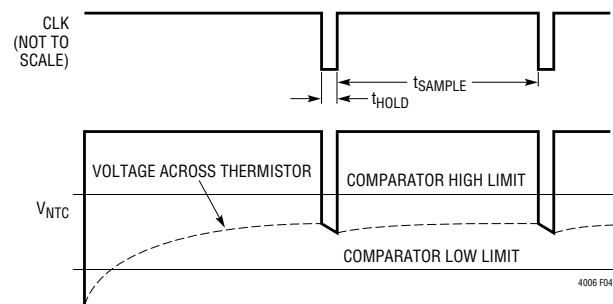 CLK
(NOT TO
SCALE)
tSAMPLE
tHOLD
VOLTAGE ACROSS THERMISTOR
COMPARATOR HIGH LIMIT
VNTC
COMPARATOR LOW LIMIT
4006 F04